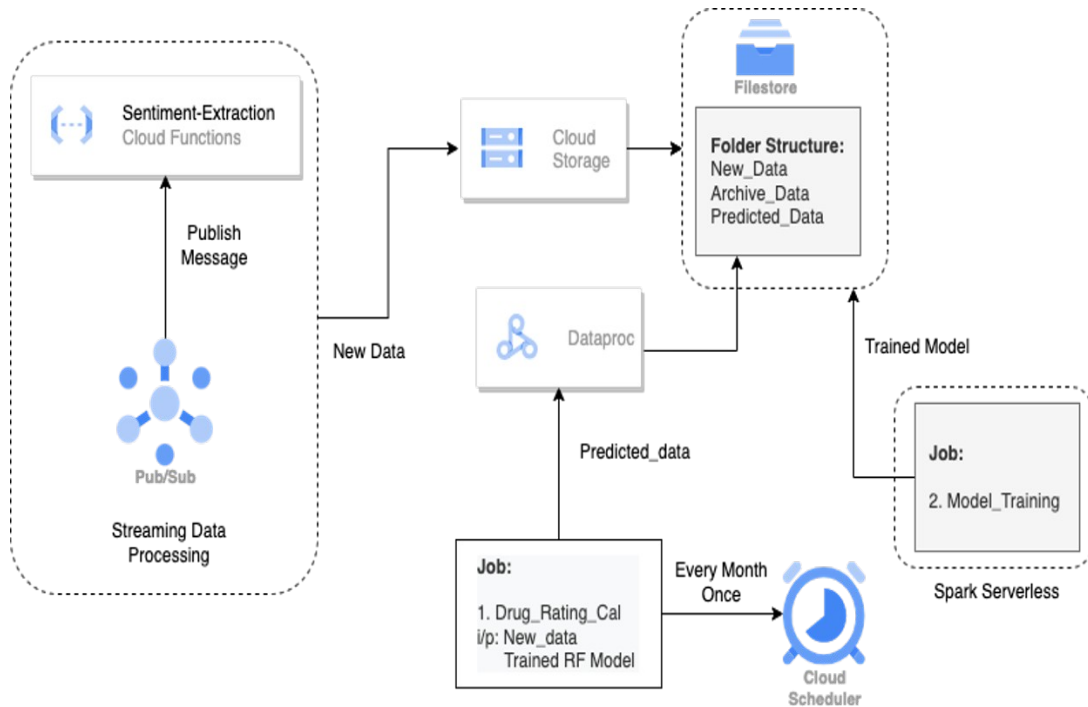 Sentiment-Extraction
Cloud Functions
Publish
Message
Pub/Sub
Streaming Data
Processing
New Data
Cloud
Storage
Filestore
Folder Structure:
New_Data
Archive_Data
Predicted_Data
Dataproc
Predicted_data
Trained Model
Job:
2. Model_Training
Spark Serverless
Job:
1. Drug_Rating_Cal
i/p: New_data
Trained RF Model
Every Month
Once
Cloud
Scheduler